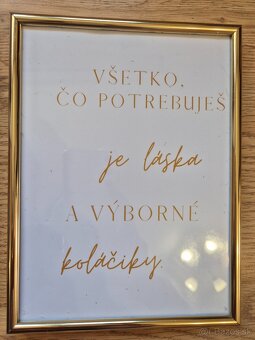 VŠETKO,
ČO POTREBUJEŠ
je láska
A VÝBORNÉ
koláčiky.